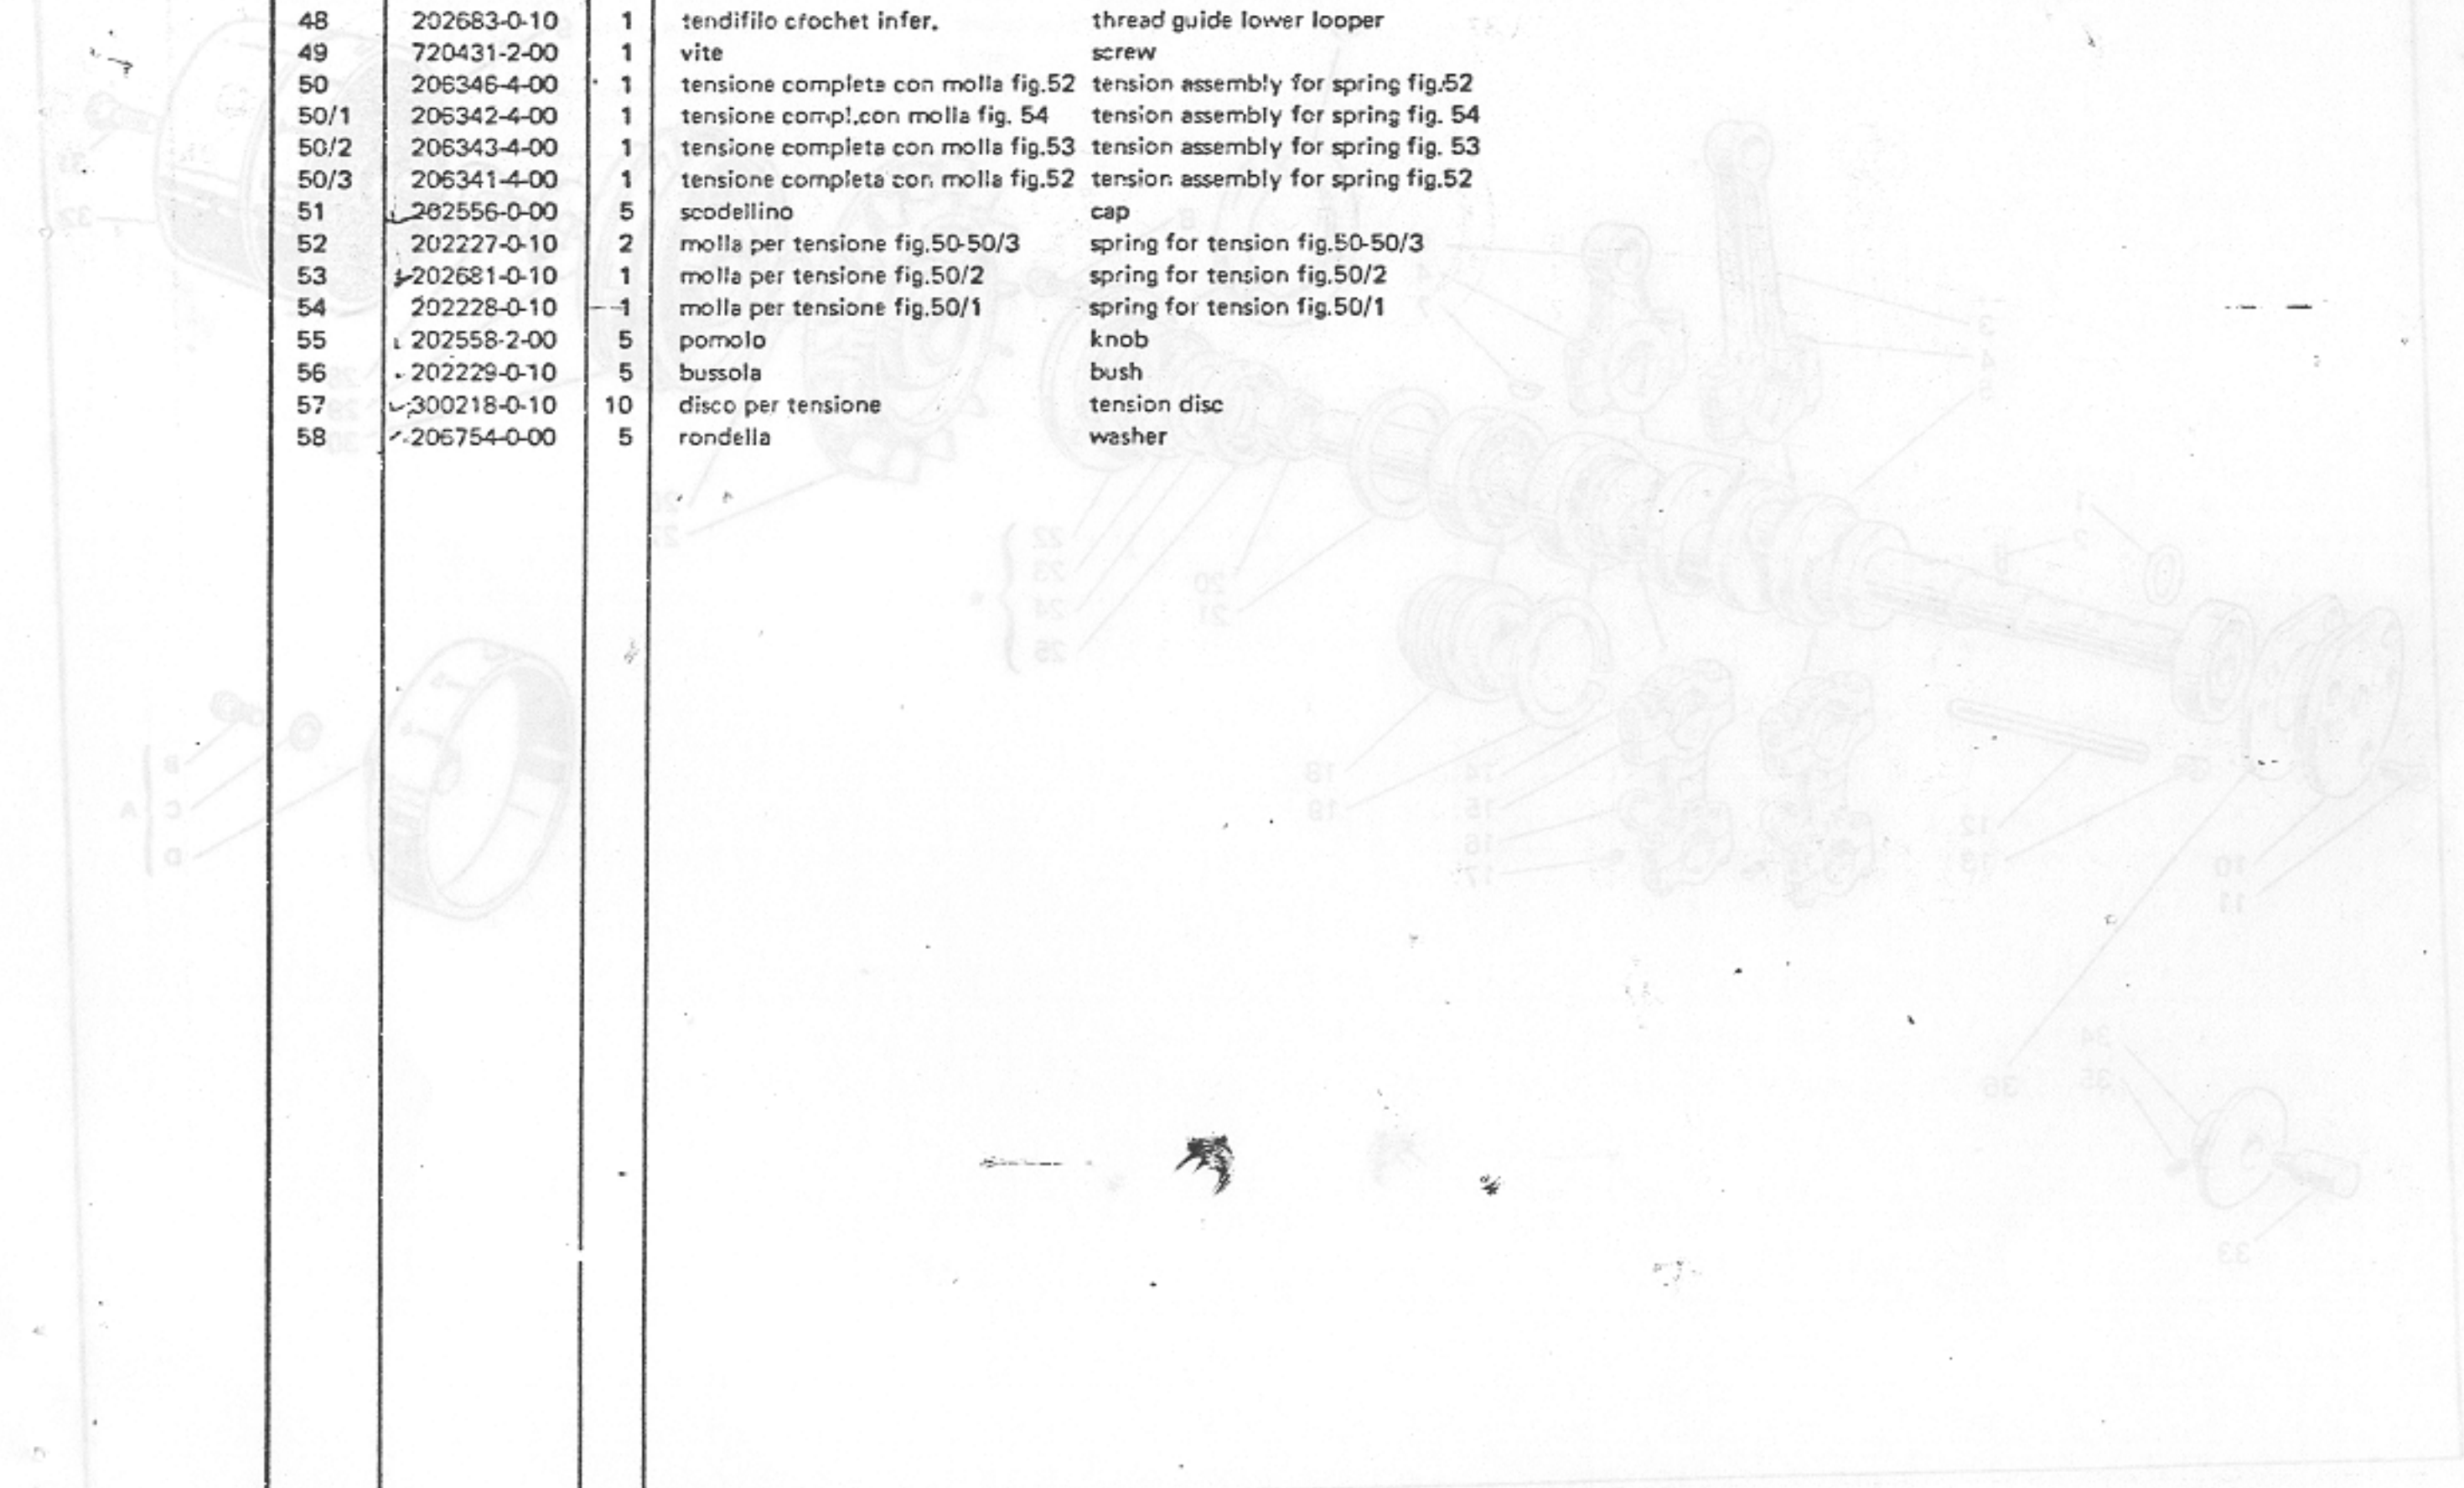 48 202683-0-10 1 tendifilo crochet infer. thread guide lower looper
49 720431-2-00 1 vite screw
50 206346-4-00 1 tensione completa con molla fig.52 tension assembly for spring fig.52
50/1 206342-4-00 1 tensione compl.con molla fig. 54 tension assembly for spring fig. 54
50/2 206343-4-00 1 tensione completa con molla fig.53 tension assembly for spring fig. 53
50/3 206341-4-00 1 tensione completa con molla fig.52 tension assembly for spring fig.52
51 202556-0-00 5 scodellino cap
52 202227-0-10 2 molla per tensione fig.50-50/3 spring for tension fig.50-50/3
53 202681-0-10 1 molla per tensione fig.50/2 spring for tension fig.50/2
54 202228-0-10 1 molla per tensione fig.50/1 spring for tension fig.50/1
55 202558-2-00 5 pomolo knob
56 202229-0-10 5 bussola bush
57 300218-0-10 10 disco per tensione tension disc
58 206754-0-00 5 rondella washer